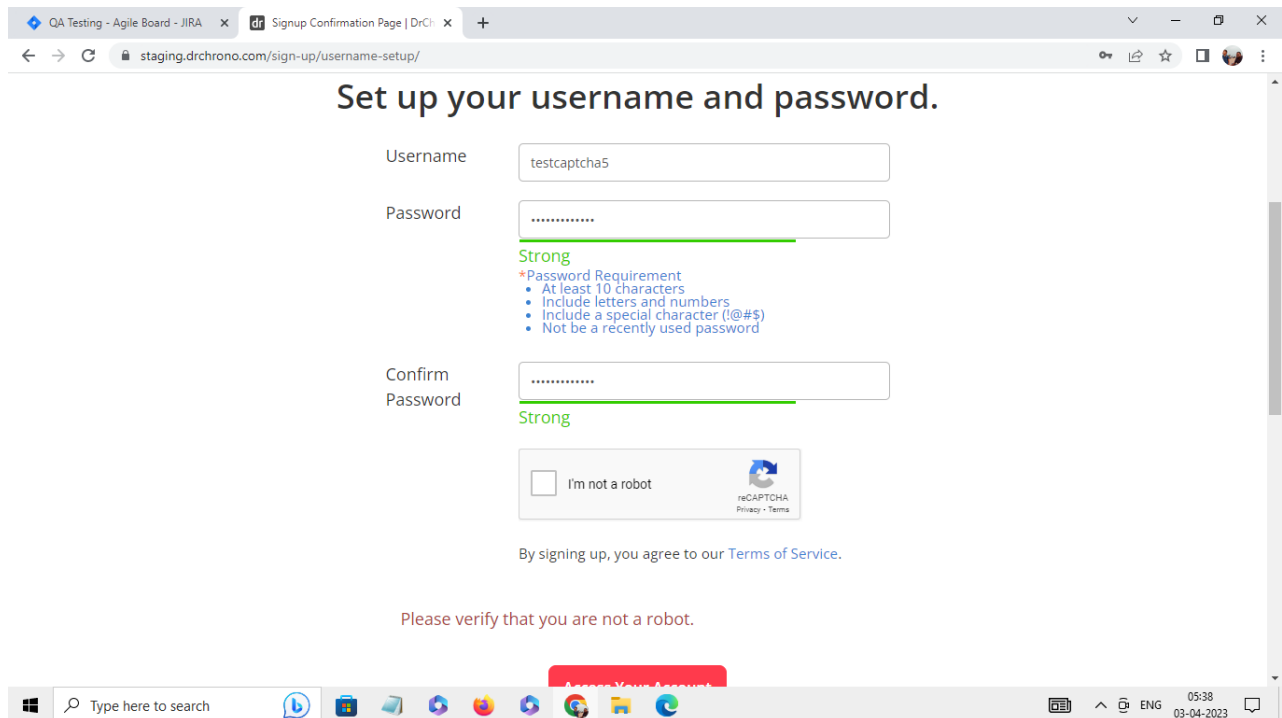 QA Testing - Agile Board - JIRA
dr Signup Confirmation Page | DrCh
staging.drchrono.com/sign-up/username-setup/
Set up your username and password.
Username
testcaptcha5
Password
•••••••••••••
Strong
*Password Requirement
• At least 10 characters
• Include letters and numbers
• Include a special character (!@#$)
• Not be a recently used password
Confirm
Password
•••••••••••••
Strong
I'm not a robot
reCAPTCHA
Privacy • Terms
By signing up, you agree to our Terms of Service.
Please verify that you are not a robot.
Access Your Account
Type here to search
ENG
05:38
03-04-2023